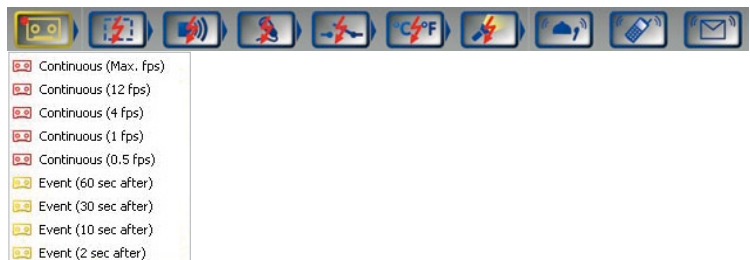 °C °F
Continuous (Max. fps)
Continuous (12 fps)
Continuous (4 fps)
Continuous (1 fps)
Continuous (0.5 fps)
Event (60 sec after)
Event (30 sec after)
Event (10 sec after)
Event (2 sec after)